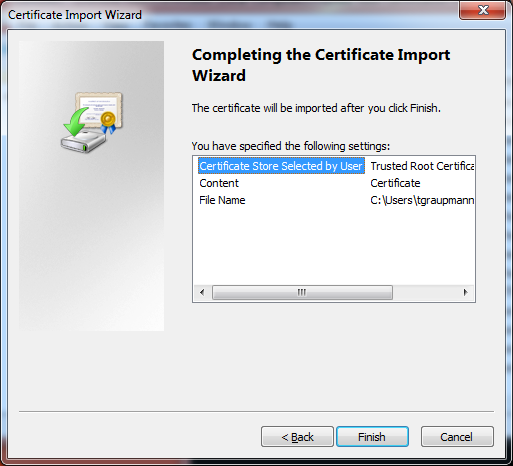 Certificate Import Wizard
Completing the Certificate Import
Wizard
The certificate will be imported after you click Finish.
You have specified the following settings:
Certificate Store Selected by User Trusted Root Certifica
Content Certificate
File Name C:\Users\tgraupmann
< Back Finish Cancel